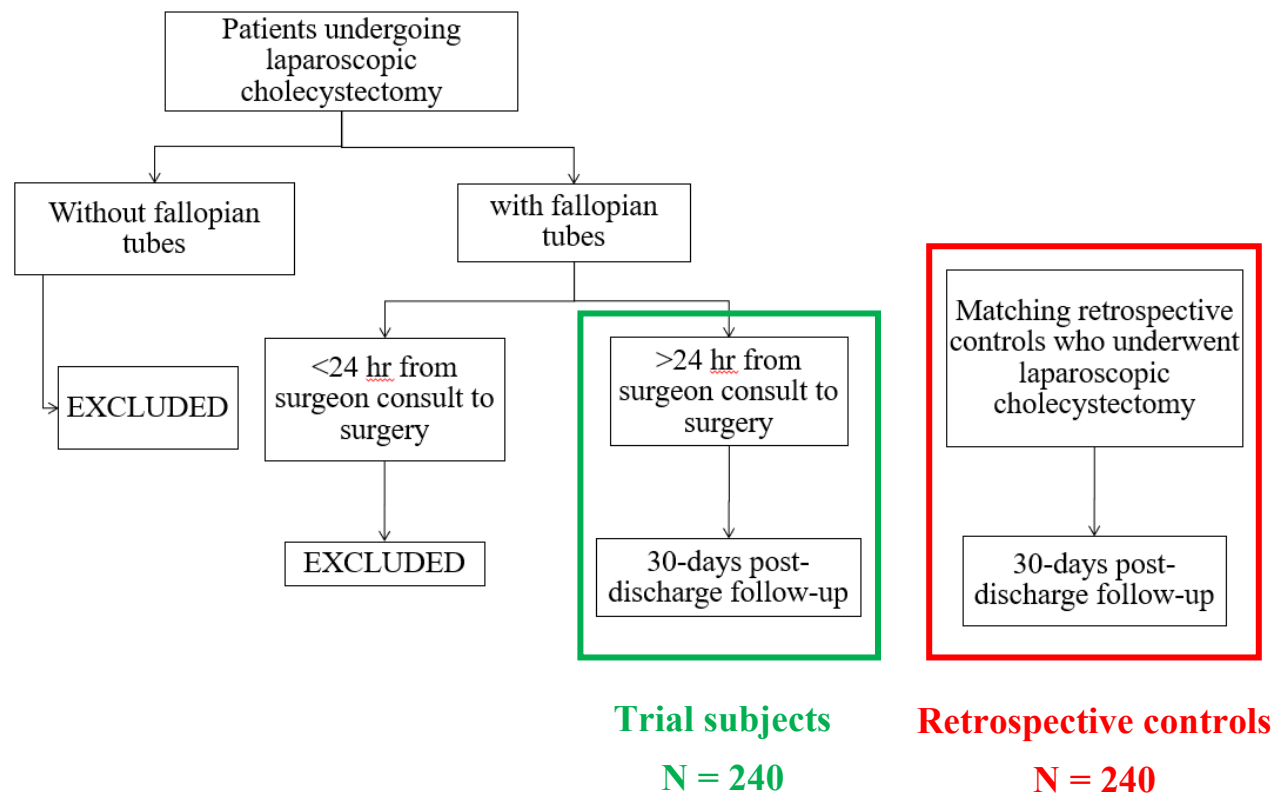 Patients undergoing
laparoscopic
cholecystectomy
Without fallopian
tubes
with fallopian
tubes
EXCLUDED
<24 hr from
surgeon consult to
surgery
EXCLUDED
>24 hr from
surgeon consult to
surgery
30-days post-
discharge follow-up
Matching retrospective
controls who underwent
laparoscopic
cholecystectomy
30-days post-
discharge follow-up
Trial subjects
N = 240
Retrospective controls
N = 240